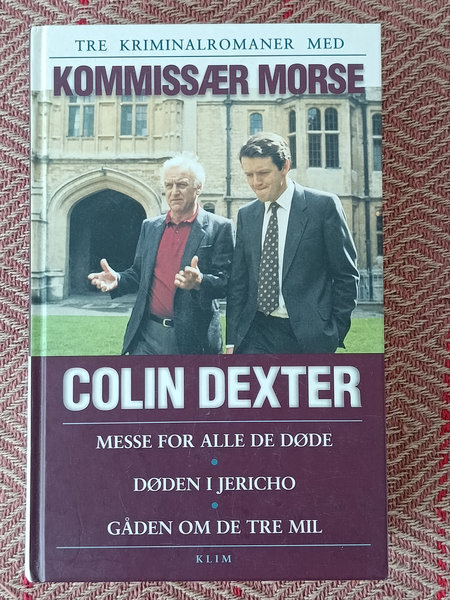 TRE KRIMINALROMANER MED
KOMMISSÆR MORSE
COLIN DEXTER
MESSE FOR ALLE DE DØDE
DØDEN I JERICHO
GÅDEN OM DE TRE MIL
KLIM